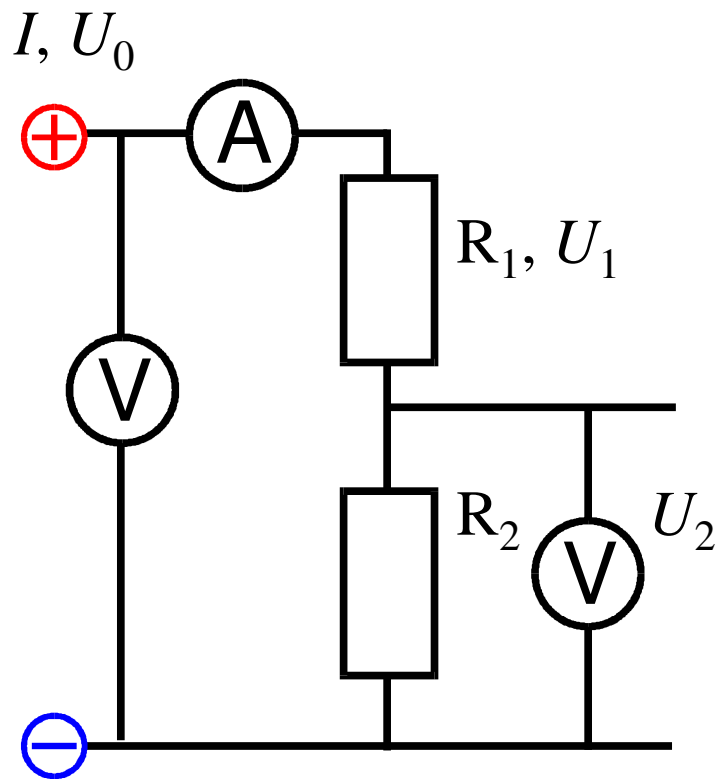 I, U₀
A
R₁, U₁
V
R₂
U₂
V